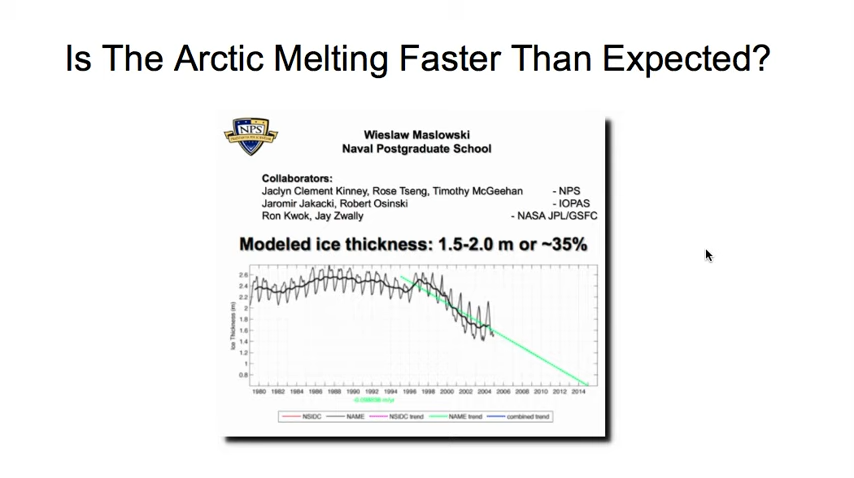 Is The Arctic Melting Faster Than Expected?
NPS
Wieslaw Maslowski
Naval Postgraduate School
Collaborators:
Jaclyn Clement Kinney, Rose Tseng, Timothy McGeehan - NPS
Jaromir Jakacki, Robert Osinski - IOPAS
Ron Kwok, Jay Zwally - NASA JPL/GSFC
Modeled ice thickness: 1.5-2.0 m or ~35%
2.6
2.4
2.2
2
1.8
1.6
1.4
1.2
1
0.8
Ice Thickness (m)
1980 1982 1984 1986 1988 1990 1992 1994 1996 1998 2000 2002 2004 2006 2008 2010 2012 2014
NSIDC NAME NSIDC trend NAME trend combined trend